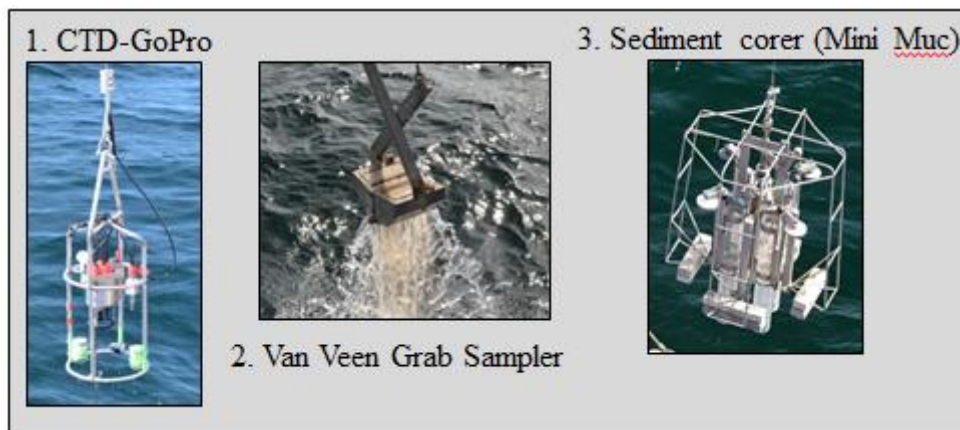 1. CTD-GoPro
3. Sediment corer (Mini Muc)
2. Van Veen Grab Sampler